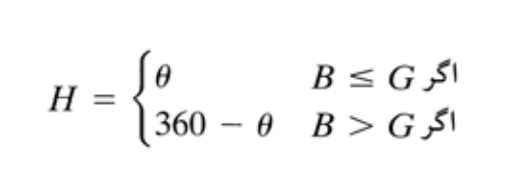 H = { θ    B ≤ G اگر
360 − θ    B > G اگر